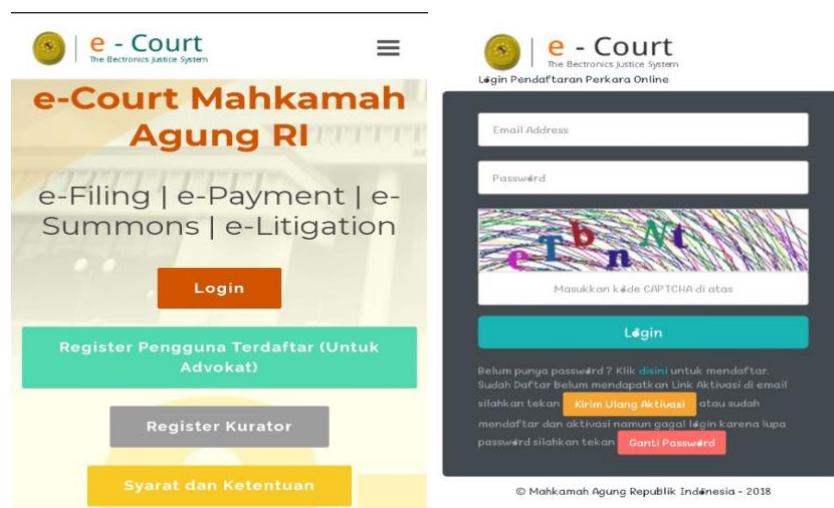 e - Court
The Electronics Justice System
e-Court Mahkamah
Agung RI
e-Filing | e-Payment | e-
Summons | e-Litigation
Login
Register Pengguna Terdaftar (Untuk
Advokat)
Register Kurator
Syarat dan Ketentuan
e - Court
The Electronics Justice System
Login Pendaftaran Perkara Online
Email Address
Password
e T b n N t
Masukkan kode CAPTCHA di atas
Login
Belum punya password ? Klik disini untuk mendaftar.
Sudah Daftar Belum mendapatkan Link Aktivasi di email
silahkan tekan Kirim Ulang Aktivasi atau sudah
mendaftar dan aktivasi namun gagal login karena lupa
password silahkan tekan Ganti Password
© Mahkamah Agung Republik Indonesia - 2018